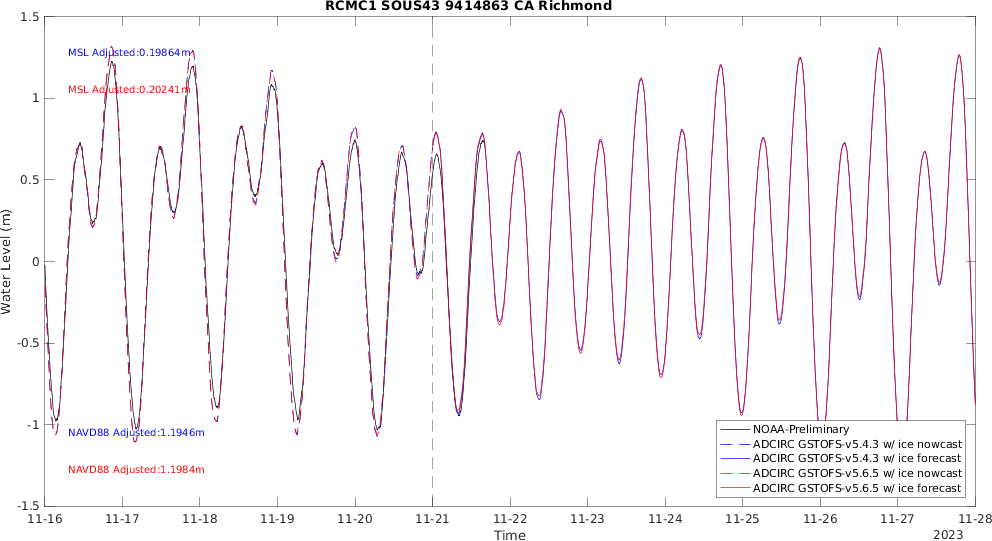 RCMC1 SOUS43 9414863 CA Richmond
1.5
1
0.5
0
-0.5
-1
-1.5
Water Level (m)
MSL Adjusted:0.19864m
MSL Adjusted:0.20241m
NAVD88 Adjusted:1.1946m
NAVD88 Adjusted:1.1984m
NOAA-Preliminary
ADCIRC GSTOFS-v5.4.3 w/ ice nowcast
ADCIRC GSTOFS-v5.4.3 w/ ice forecast
ADCIRC GSTOFS-v5.6.5 w/ ice nowcast
ADCIRC GSTOFS-v5.6.5 w/ ice forecast
11-16 11-17 11-18 11-19 11-20 11-21 11-22 11-23 11-24 11-25 11-26 11-27 11-28
Time
2023